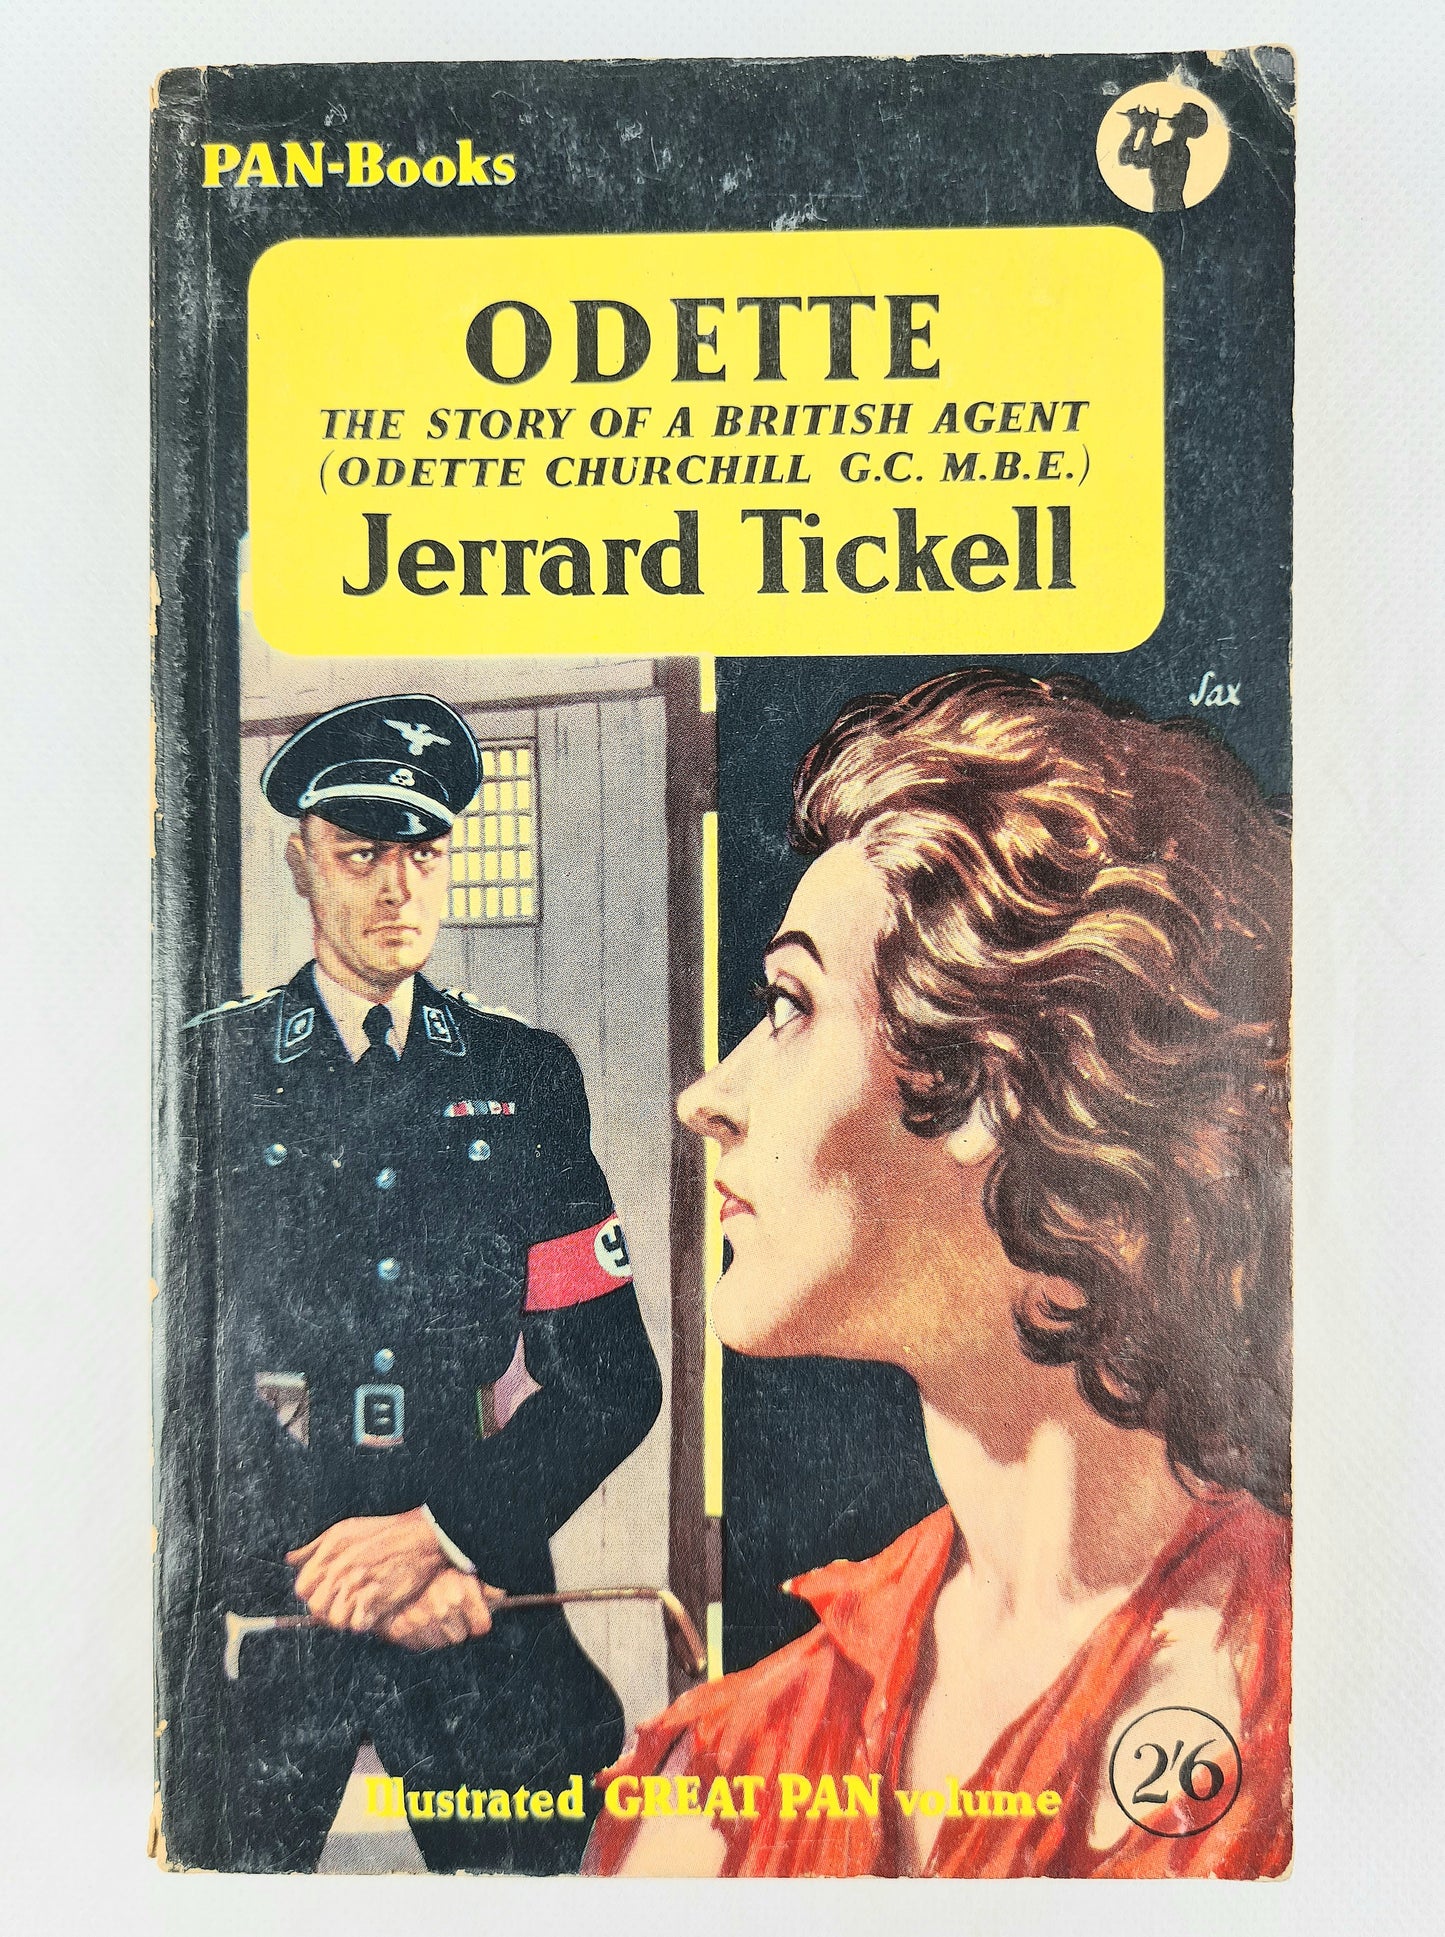 PAN-Books
ODETTE
THE STORY OF A BRITISH AGENT
(ODETTE CHURCHILL G.C. M.B.E.)
Jerrard Tickell
Sax
Illustrated GREAT PAN volume
2'6